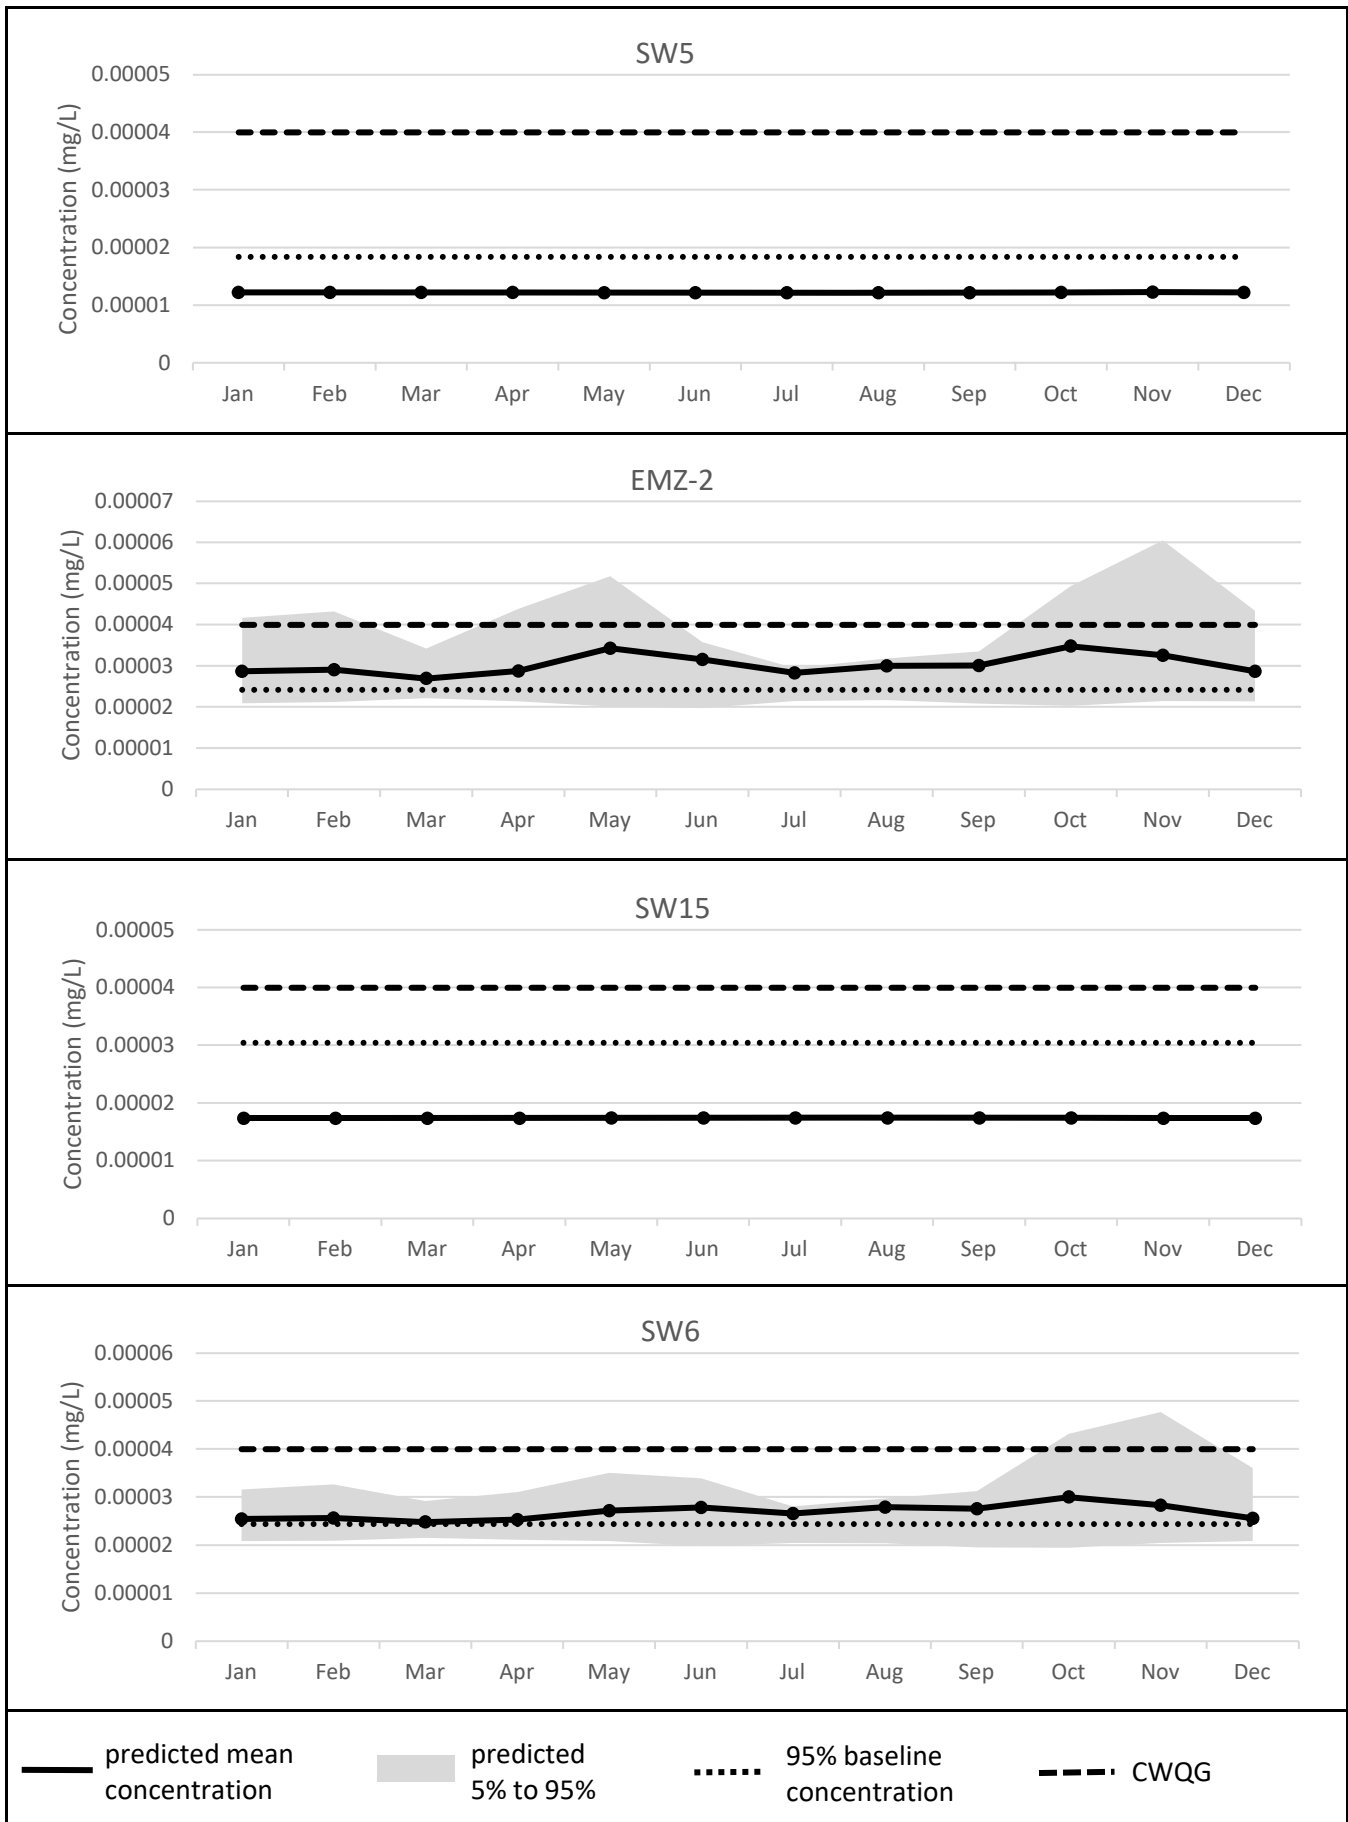 SW5
Concentration (mg/L)
0.00005
0.00004
0.00003
0.00002
0.00001
0
Jan Feb Mar Apr May Jun Jul Aug Sep Oct Nov Dec
EMZ-2
Concentration (mg/L)
0.00007
0.00006
0.00005
0.00004
0.00003
0.00002
0.00001
0
Jan Feb Mar Apr May Jun Jul Aug Sep Oct Nov Dec
SW15
Concentration (mg/L)
0.00005
0.00004
0.00003
0.00002
0.00001
0
Jan Feb Mar Apr May Jun Jul Aug Sep Oct Nov Dec
SW6
Concentration (mg/L)
0.00006
0.00005
0.00004
0.00003
0.00002
0.00001
0
Jan Feb Mar Apr May Jun Jul Aug Sep Oct Nov Dec
predicted mean
concentration
predicted
5% to 95%
95% baseline
concentration
CWQG